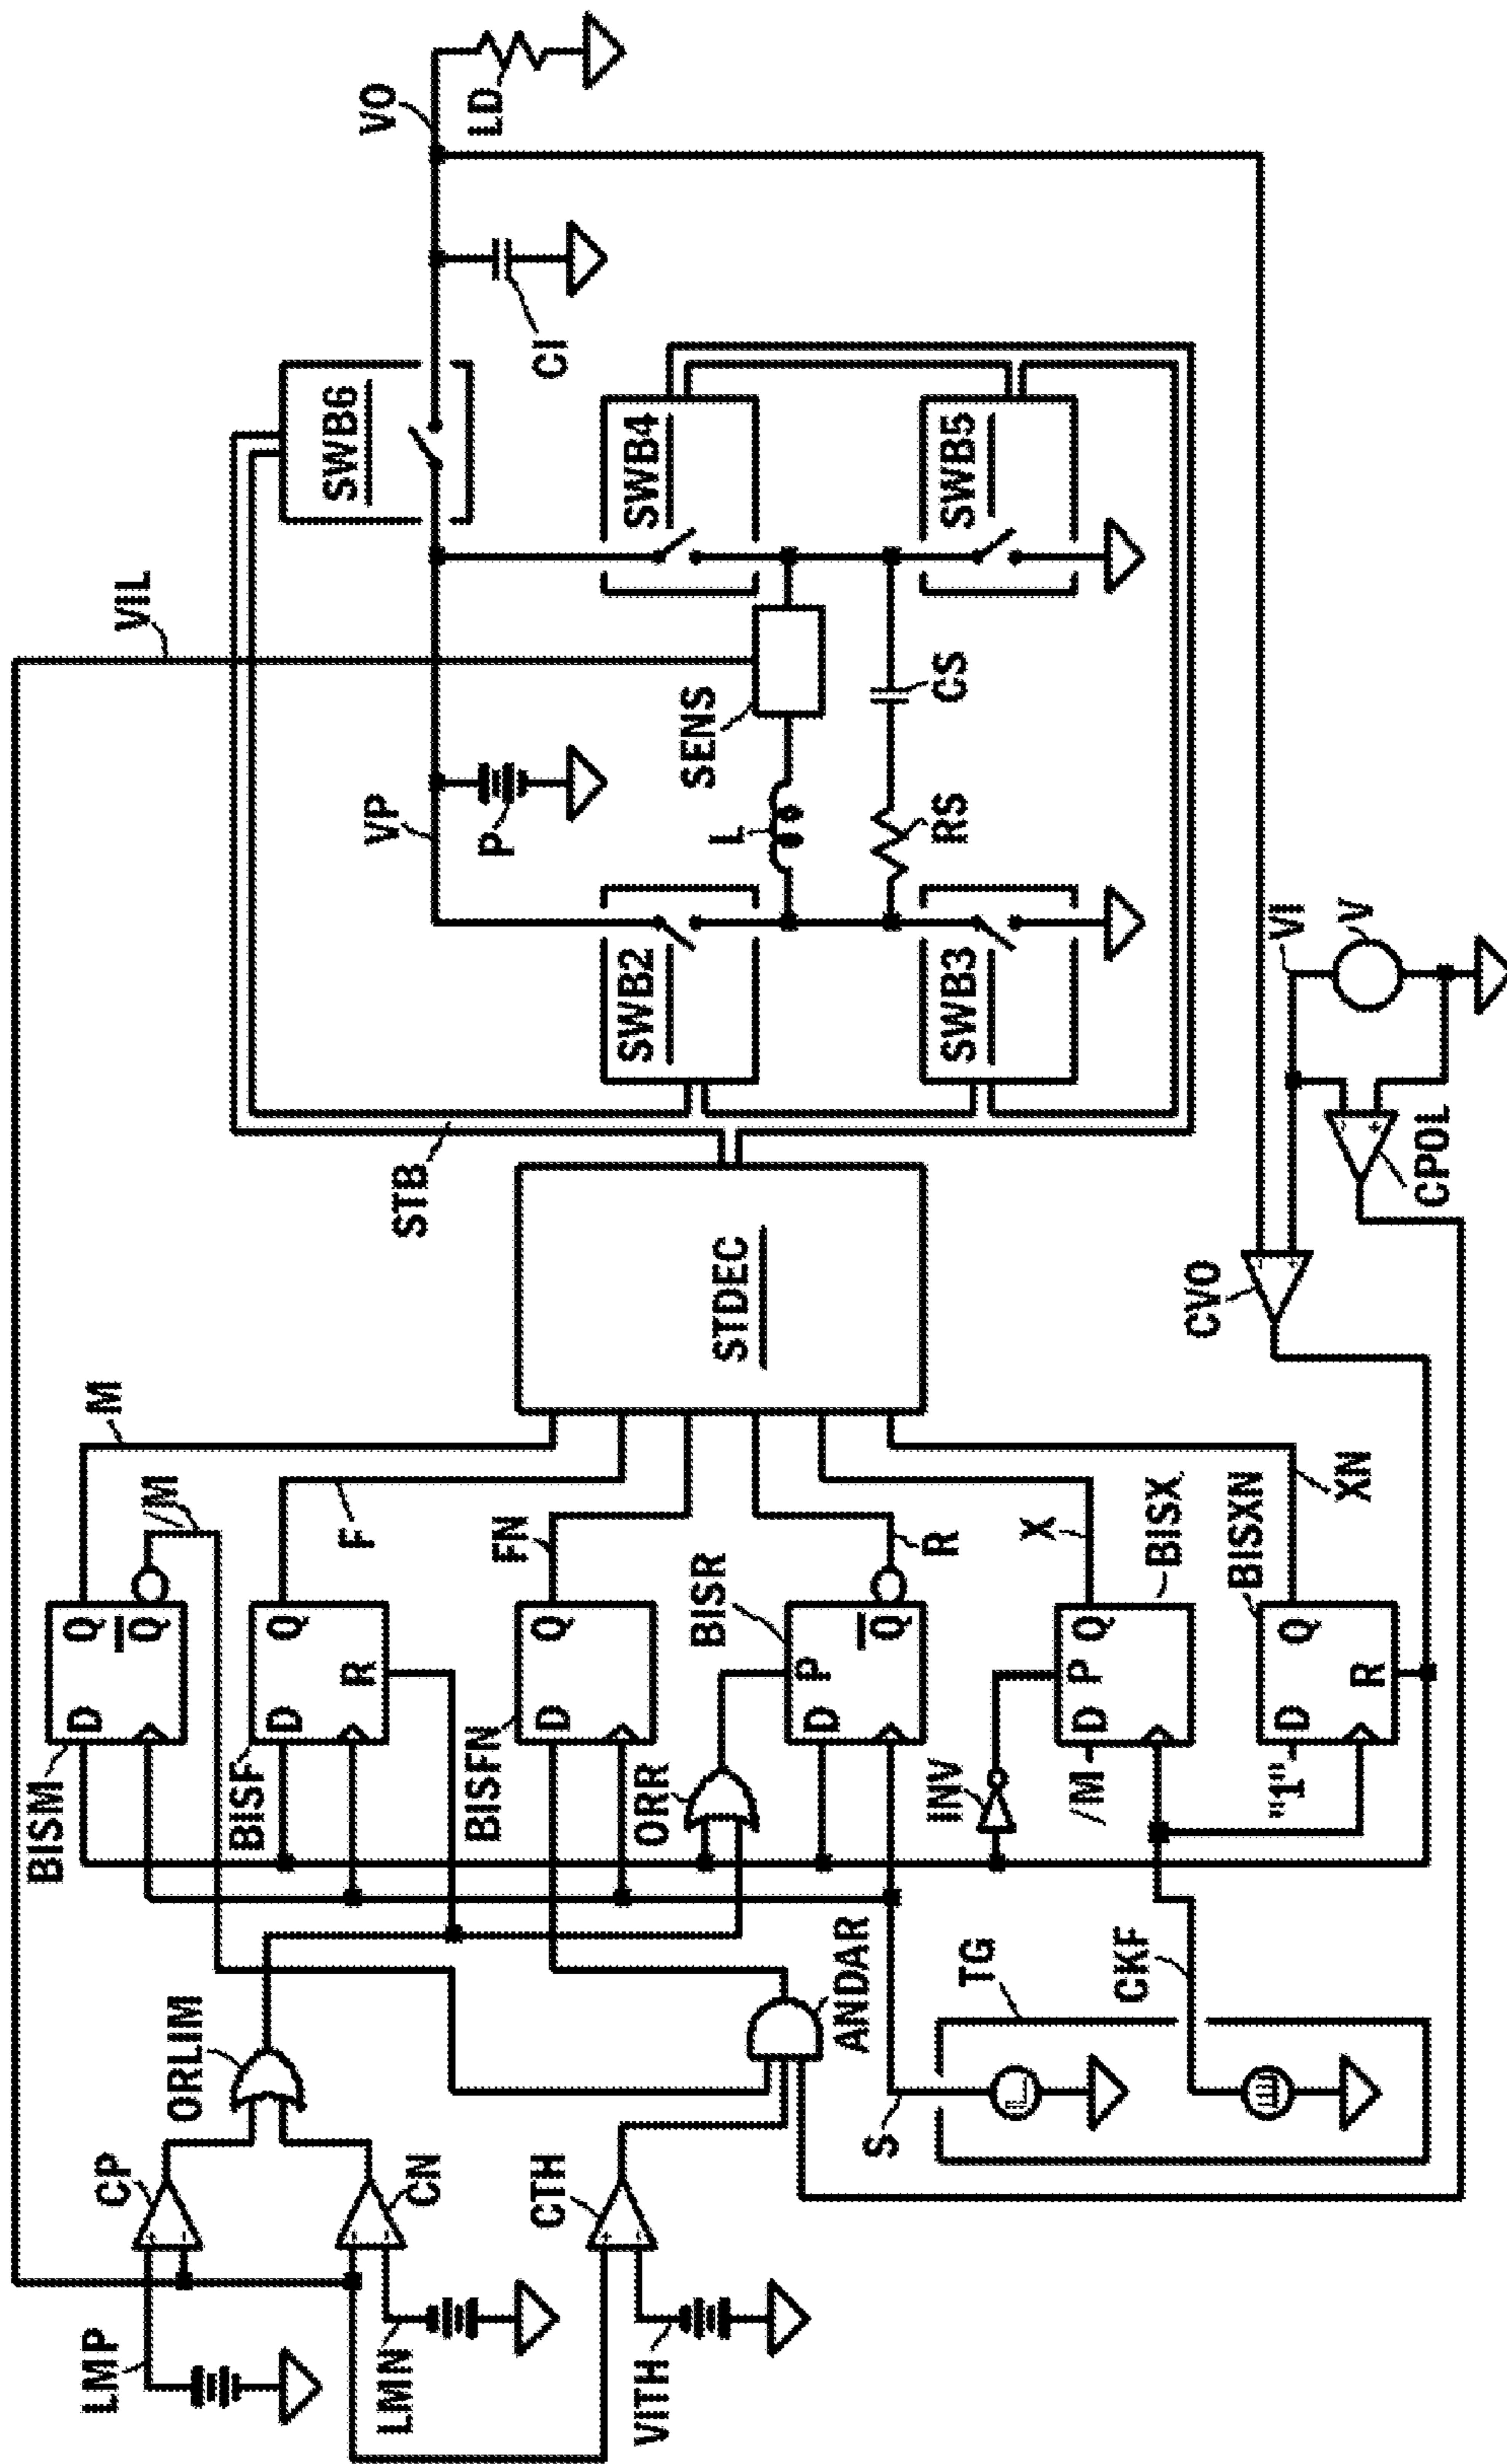 VO
LD
CI
SWB6
SWB4
SWB5
VIL
SENS
CS
VP
P
L
RS
SWB2
SWB3
VI
V
STB
CPOL
STDEC
CVO
M
/M
F
FN
R
X
XN
BISM
D
Q
Q
BISF
D
Q
R
BISFN
D
Q
BISR
D
P
Q
ORR
INV
/M
D
P
Q
BISX
"1"
D
Q
R
BISXN
ORLIM
ANDAR
TG
CKF
S
CP
CN
CTH
LMP
LMN
VITH